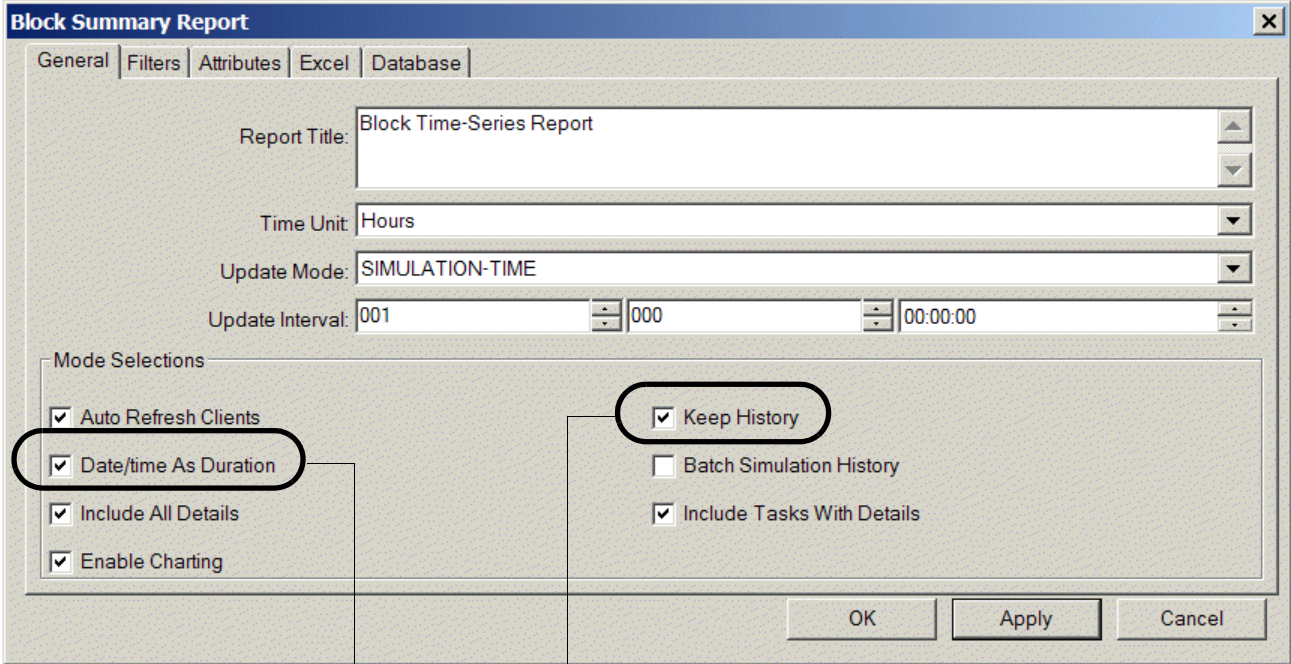 Block Summary Report
General Filters Attributes Excel Database
Report Title: Block Time-Series Report
Time Unit: Hours
Update Mode: SIMULATION-TIME
Update Interval: 001 000 00:00:00
Mode Selections
Auto Refresh Clients Keep History
Date/time As Duration Batch Simulation History
Include All Details Include Tasks With Details
Enable Charting
OK Apply Cancel